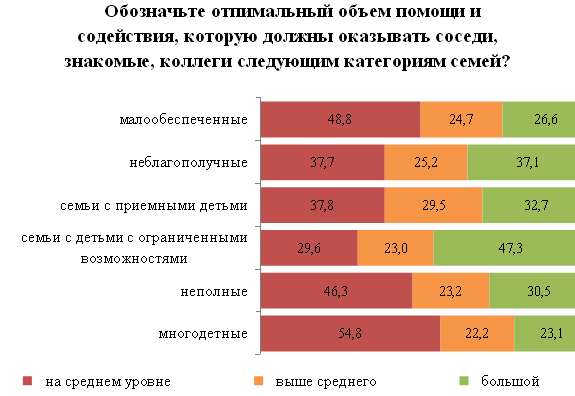 Обозначьте отпимальный объем помощи и
содействия, которую должны оказывать соседи,
знакомые, коллеги следующим категориям семей?
малообеспеченные 48,8 24,7 26,6
неблагополучные 37,7 25,2 37,1
семьи с приемными детьми 37,8 29,5 32,7
семьи с детьми с ограниченными
возможностями 29,6 23,0 47,3
неполные 46,3 23,2 30,5
многодетные 54,8 22,2 23,1
на среднем уровне выше среднего большой